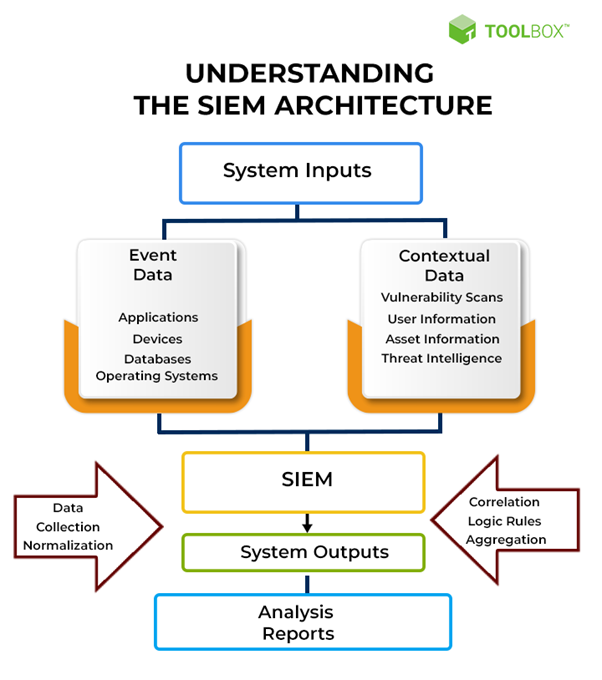 TOOLBOX™
UNDERSTANDING
THE SIEM ARCHITECTURE
System Inputs
Event
Data
Applications
Devices
Databases
Operating Systems
Contextual
Data
Vulnerability Scans
User Information
Asset Information
Threat Intelligence
SIEM
Data
Collection
Normalization
Correlation
Logic Rules
Aggregation
System Outputs
Analysis
Reports